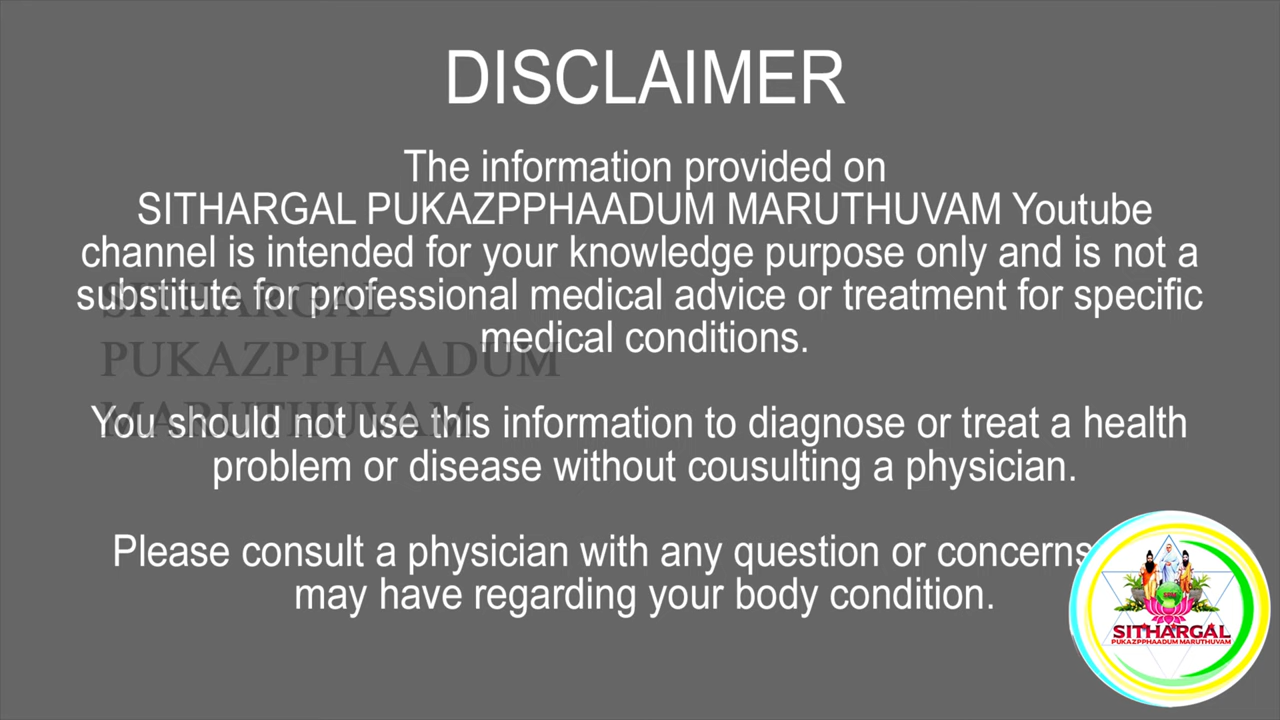 DISCLAIMER
The information provided on
SITHARGAL PUKAZPPHAADUM MARUTHUVAM Youtube
channel is intended for your knowledge purpose only and is not a
substitute for professional medical advice or treatment for specific
medical conditions.
SITHARGAL
PUKAZPPHAADUM
MARUTHUVAM
You should not use this information to diagnose or treat a health
problem or disease without cousulting a physician.
Please consult a physician with any question or concerns
may have regarding your body condition.
SITHARGAL
PUKAZPPHAADUM MARUTHUVAM